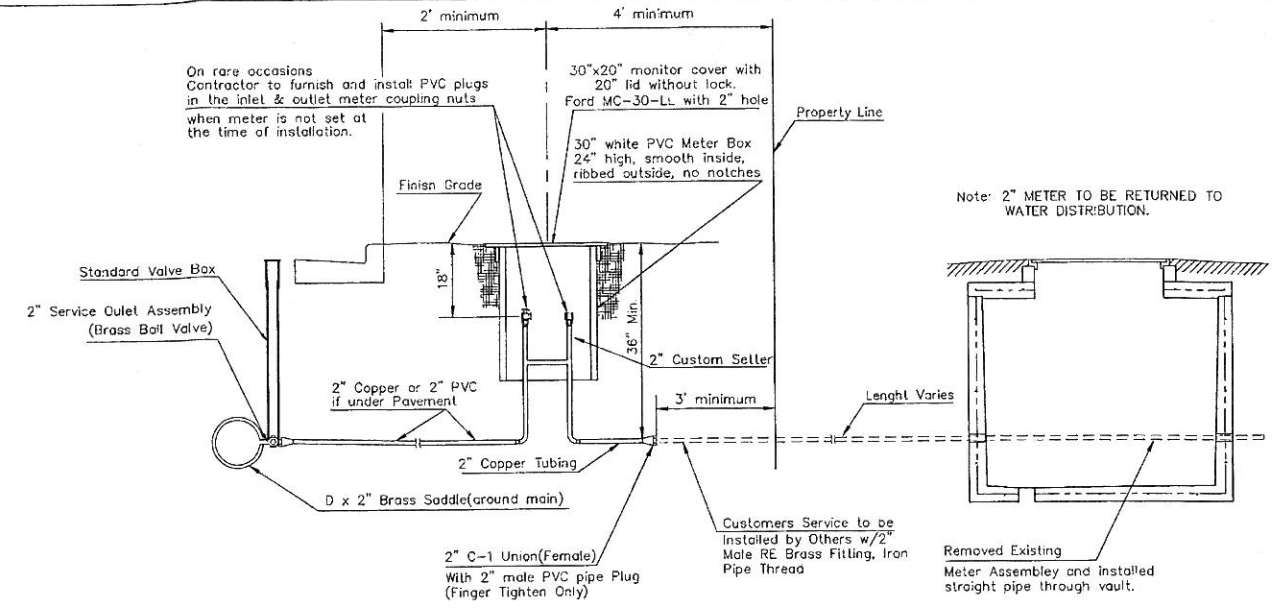 2' minimum
4' minimum
On rare occasions
Contractor to furnish and install PVC plugs
in the inlet & outlet meter coupling nuts
when meter is not set at
the time of installation.
30"x20" monitor cover with
20" lid without lock.
Ford MC-30-LL with 2" hole
Property Line
30" white PVC Meter Box
24" high, smooth inside,
ribbed outside, no notches
Finish Grade
Note: 2" METER TO BE RETURNED TO
WATER DISTRIBUTION.
Standard Valve Box
18"
2" Service Oulet Assembly
(Brass Ball Valve)
36" Min.
2" Custom Setter
2" Copper or 2" PVC
if under Pavement
3' minimum
Lenght Varies
2" Copper Tubing
D x 2" Brass Saddle(around main)
Customers Service to be
Installed by Others w/2"
Male RE Brass Fitting, Iron
Pipe Thread
2" C-1 Union(Female)
With 2" male PVC pipe Plug
(Finger Tighten Only)
Removed Existing
Meter Assembley and installed
straight pipe through vault.